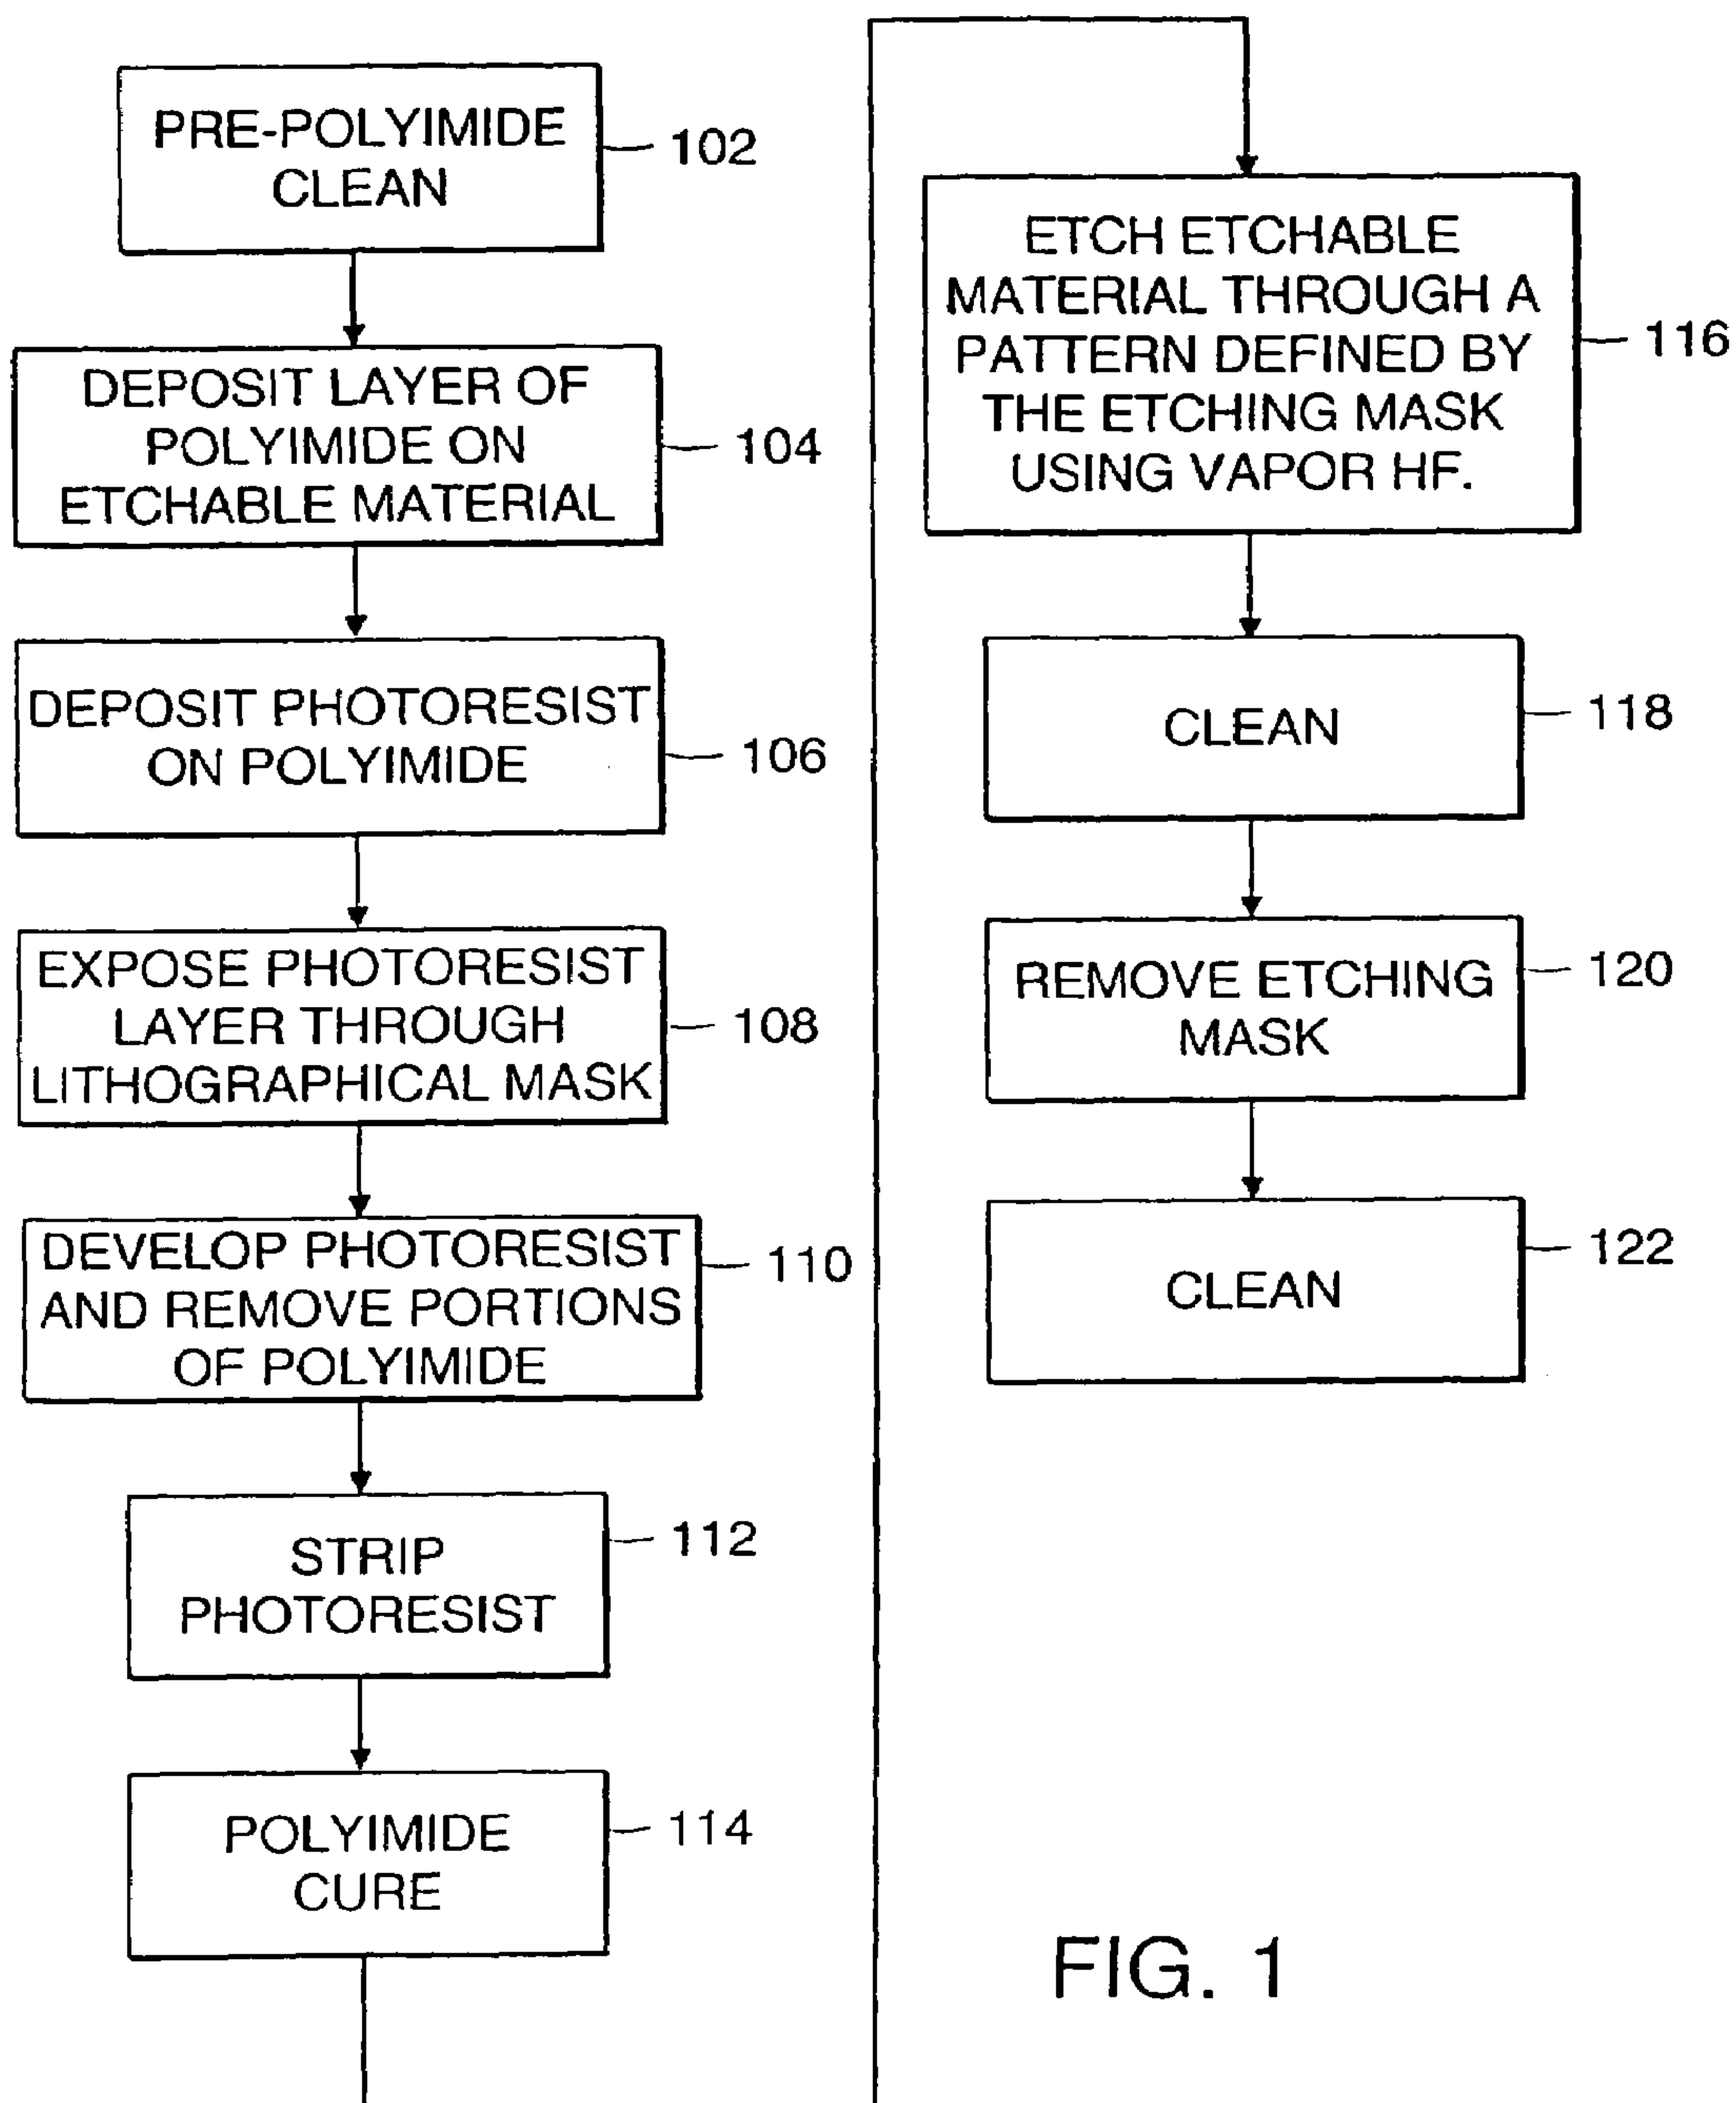 PRE-POLYIMIDE
CLEAN
102
DEPOSIT LAYER OF
POLYIMIDE ON
ETCHABLE MATERIAL
104
DEPOSIT PHOTORESIST
ON POLYIMIDE
106
EXPOSE PHOTORESIST
LAYER THROUGH
LITHOGRAPHICAL MASK
108
DEVELOP PHOTORESIST
AND REMOVE PORTIONS
OF POLYIMIDE
110
STRIP
PHOTORESIST
112
POLYIMIDE
CURE
114
ETCH ETCHABLE
MATERIAL THROUGH A
PATTERN DEFINED BY
THE ETCHING MASK
USING VAPOR HF.
116
CLEAN
118
REMOVE ETCHING
MASK
120
CLEAN
122
FIG. 1